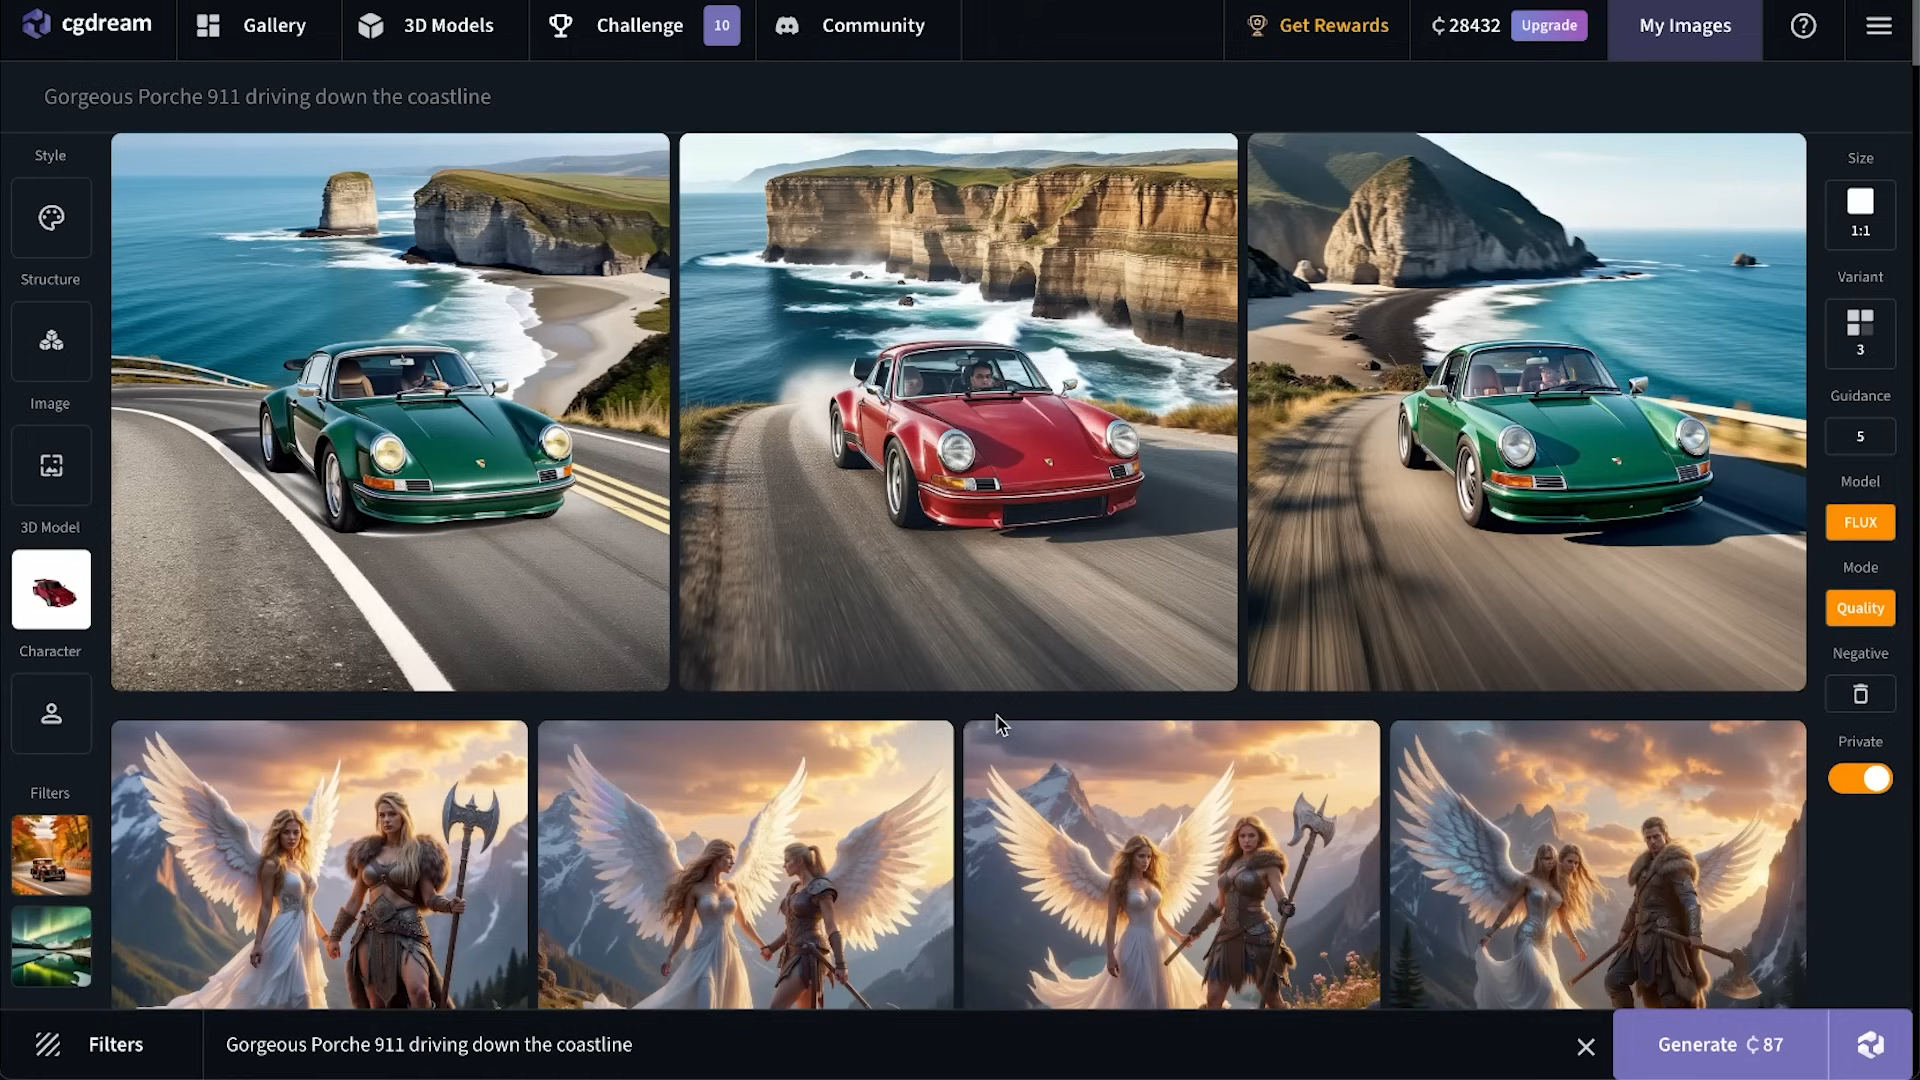 cgdream
Gallery
3D Models
Challenge
10
Community
Get Rewards
₵ 28432
Upgrade
My Images
Gorgeous Porche 911 driving down the coastline
Style
Structure
Image
3D Model
Character
Filters
Size
1:1
Variant
3
Guidance
5
Model
FLUX
Mode
Quality
Negative
Private
Filters
Gorgeous Porche 911 driving down the coastline
Generate ₵ 87